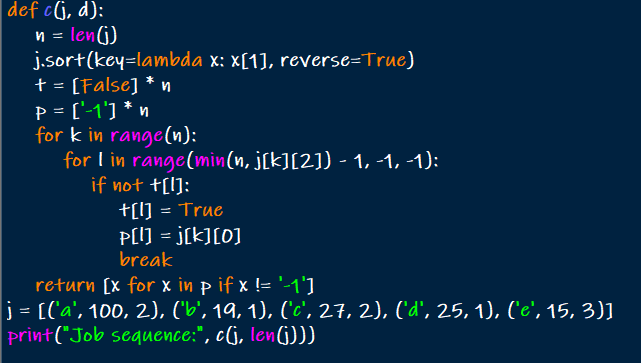 def c(j, d):
    n = len(j)
    j.sort(key=lambda x: x[1], reverse=True)
    t = [False] * n
    p = ['-1'] * n
    for k in range(n):
        for l in range(min(n, j[k][2]) - 1, -1, -1):
            if not t[l]:
                t[l] = True
                p[l] = j[k][0]
                break
    return [x for x in p if x != '-1']
j = [('a', 100, 2), ('b', 19, 1), ('c', 27, 2), ('d', 25, 1), ('e', 15, 3)]
print("Job sequence:", c(j, len(j)))